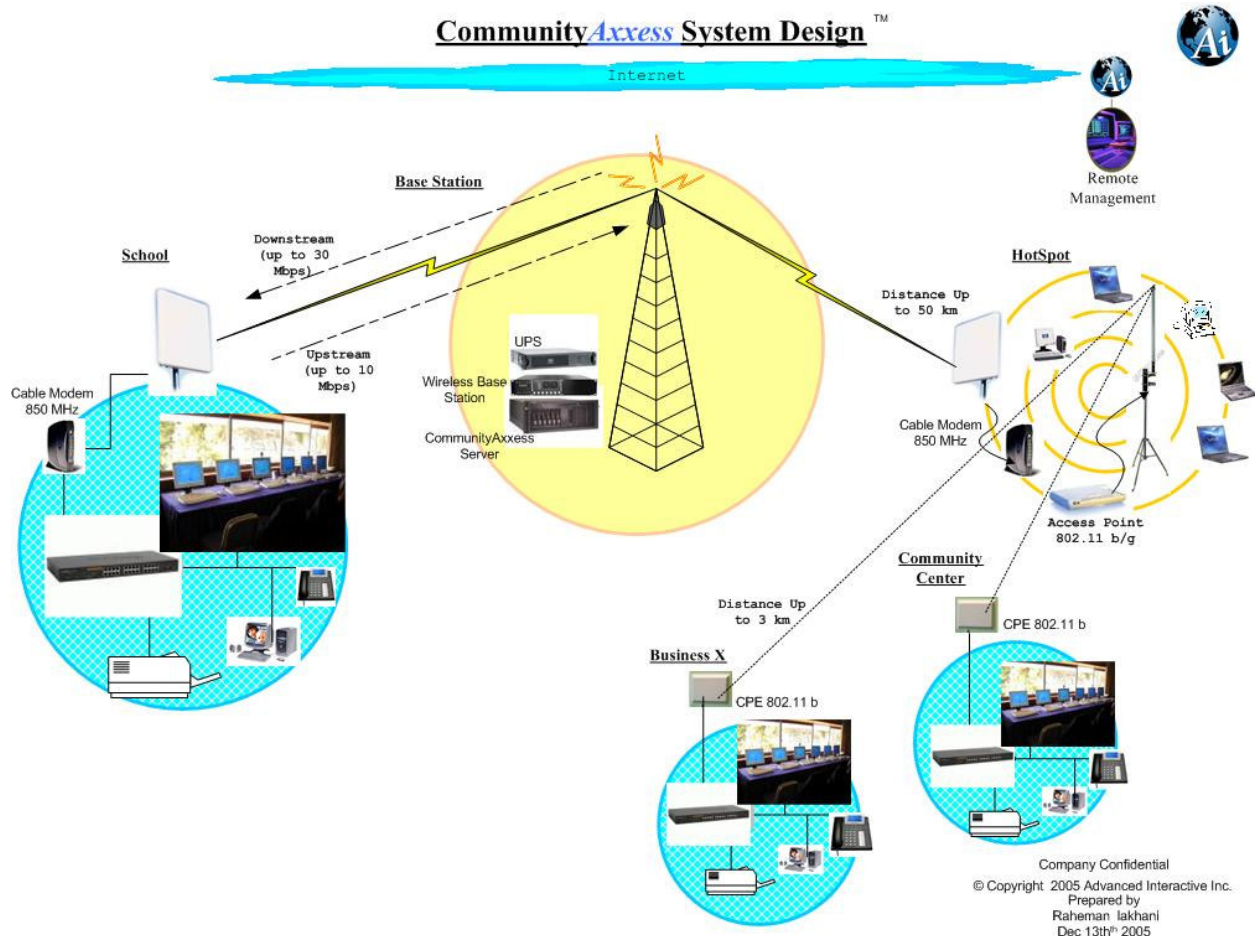 CommunityAxxess System Design ™
Ai
Internet
Ai
Remote
Management
Base Station
School
Downstream
(up to 30
Mbps)
HotSpot
Distance Up
to 50 km
Upstream
(up to 10
Mbps)
UPS
Wireless Base
Station
CommunityAxxess
Server
Cable Modem
850 MHz
Cable Modem
850 MHz
Access Point
802.11 b/g
Community
Center
Distance Up
to 3 km
CPE 802.11 b
Business X
CPE 802.11 b
Company Confidential
© Copyright 2005 Advanced Interactive Inc.
Prepared by
Raheman lakhani
Dec 13thth 2005